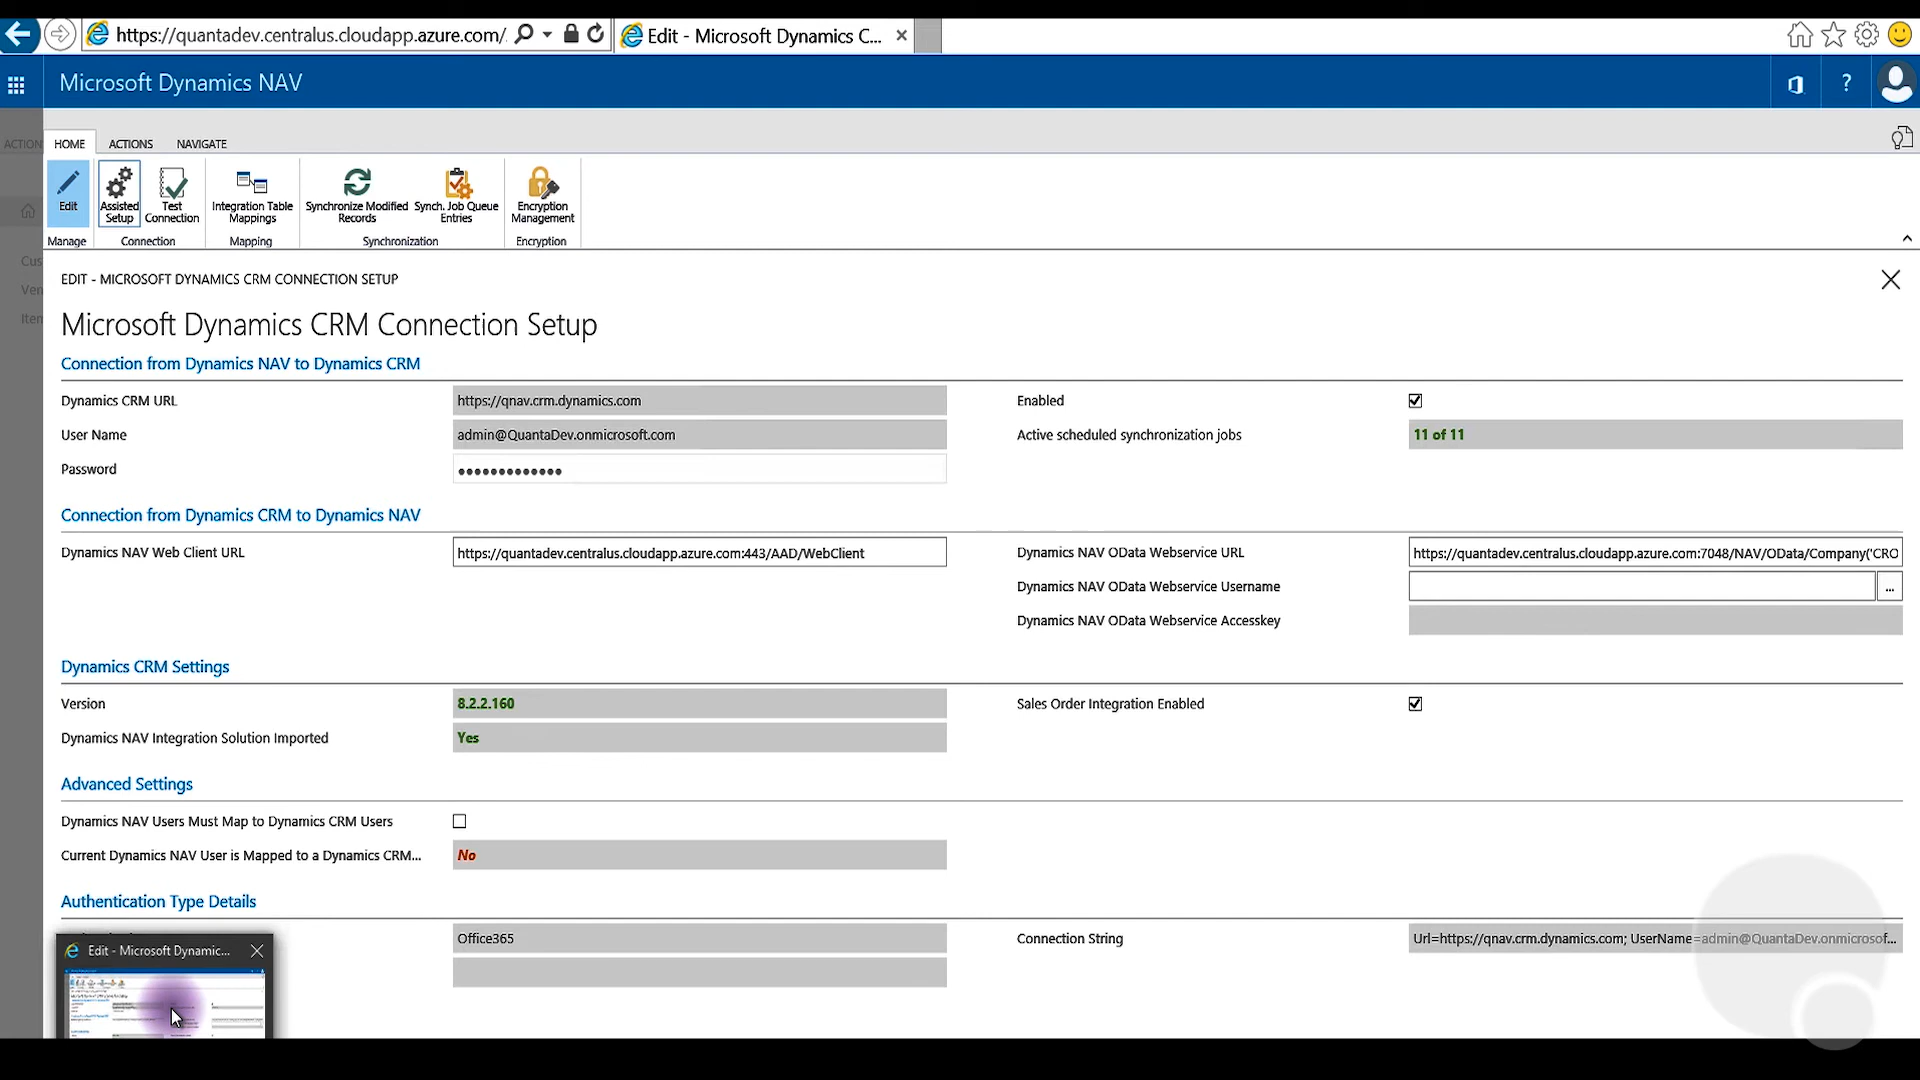 https://quantadev.centralus.cloudapp.azure.com/
Edit - Microsoft Dynamics C...
Microsoft Dynamics NAV
?
ACTION
HOME
ACTIONS
NAVIGATE
Edit
Assisted Setup
Test Connection
Integration Table Mappings
Synchronize Modified Records
Synch. Job Queue Entries
Encryption Management
Manage
Connection
Mapping
Synchronization
Encryption
Cus
Ven
Item
EDIT - MICROSOFT DYNAMICS CRM CONNECTION SETUP
Microsoft Dynamics CRM Connection Setup
Connection from Dynamics NAV to Dynamics CRM
Dynamics CRM URL
https://qnav.crm.dynamics.com
Enabled
User Name
admin@QuantaDev.onmicrosoft.com
Active scheduled synchronization jobs
11 of 11
Password
•••••••••••••
Connection from Dynamics CRM to Dynamics NAV
Dynamics NAV Web Client URL
https://quantadev.centralus.cloudapp.azure.com:443/AAD/WebClient
Dynamics NAV OData Webservice URL
https://quantadev.centralus.cloudapp.azure.com:7048/NAV/OData/Company('CRO
Dynamics NAV OData Webservice Username
...
Dynamics NAV OData Webservice Accesskey
Dynamics CRM Settings
Version
8.2.2.160
Sales Order Integration Enabled
Dynamics NAV Integration Solution Imported
Yes
Advanced Settings
Dynamics NAV Users Must Map to Dynamics CRM Users
Current Dynamics NAV User is Mapped to a Dynamics CRM...
No
Authentication Type Details
Office365
Connection String
Url=https://qnav.crm.dynamics.com; UserName=admin@QuantaDev.onmicrosof...
Edit - Microsoft Dynamic...